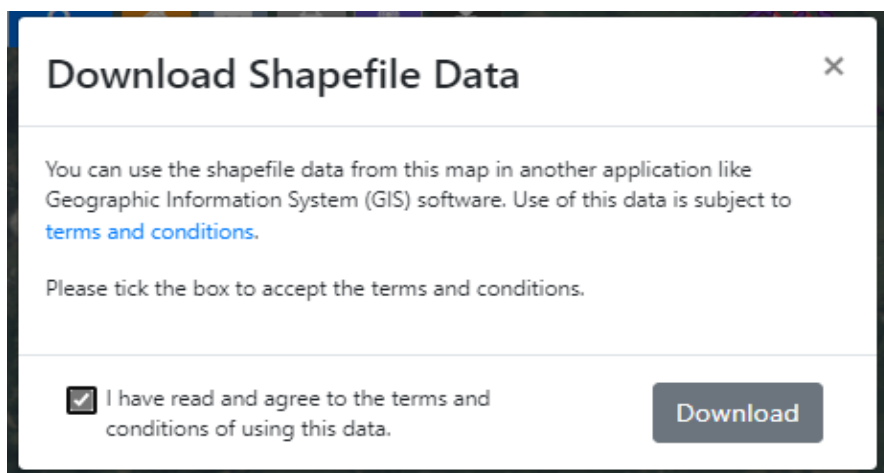 Download Shapefile Data
×
You can use the shapefile data from this map in another application like
Geographic Information System (GIS) software. Use of this data is subject to
terms and conditions.
Please tick the box to accept the terms and conditions.
I have read and agree to the terms and
conditions of using this data.
Download